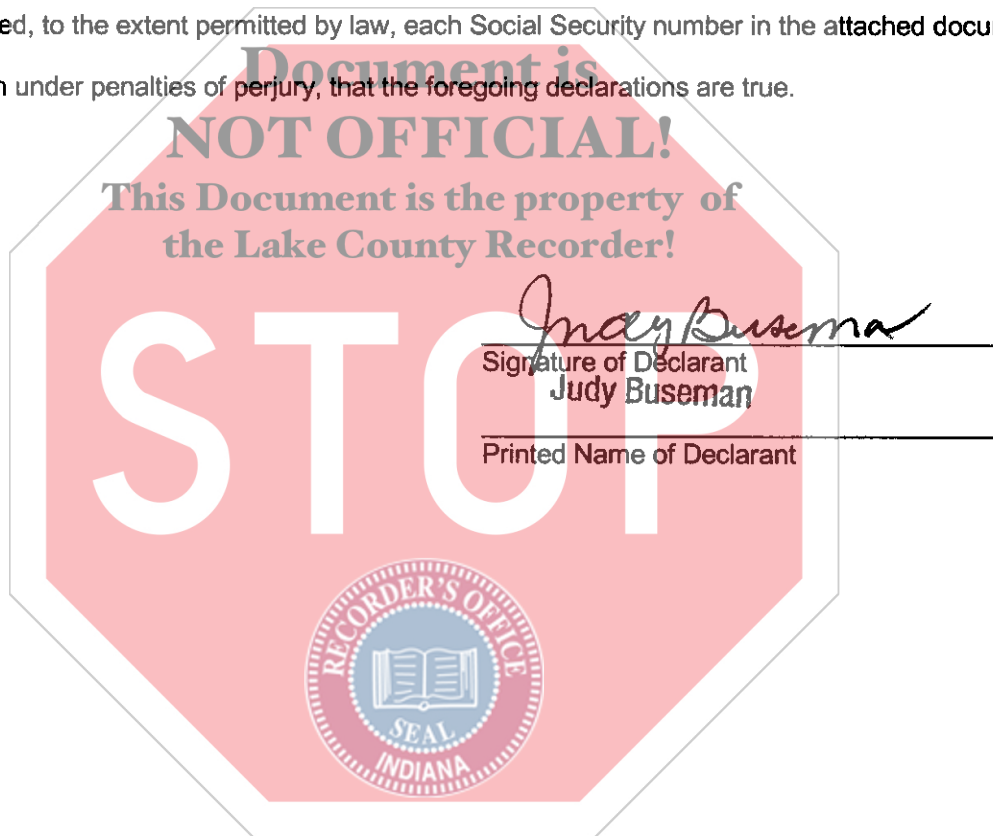 ed, to the extent permitted by law, each Social Security number in the attached docu
Document is
under penalties of perjury, that the foregoing declarations are true.
NOT OFFICIAL!
This Document is the property of
the Lake County Recorder!
STOP
Judy Buseman
Signature of Declarant
Judy Buseman
Printed Name of Declarant
RECORDER'S OFFICE
SEAL
INDIANA